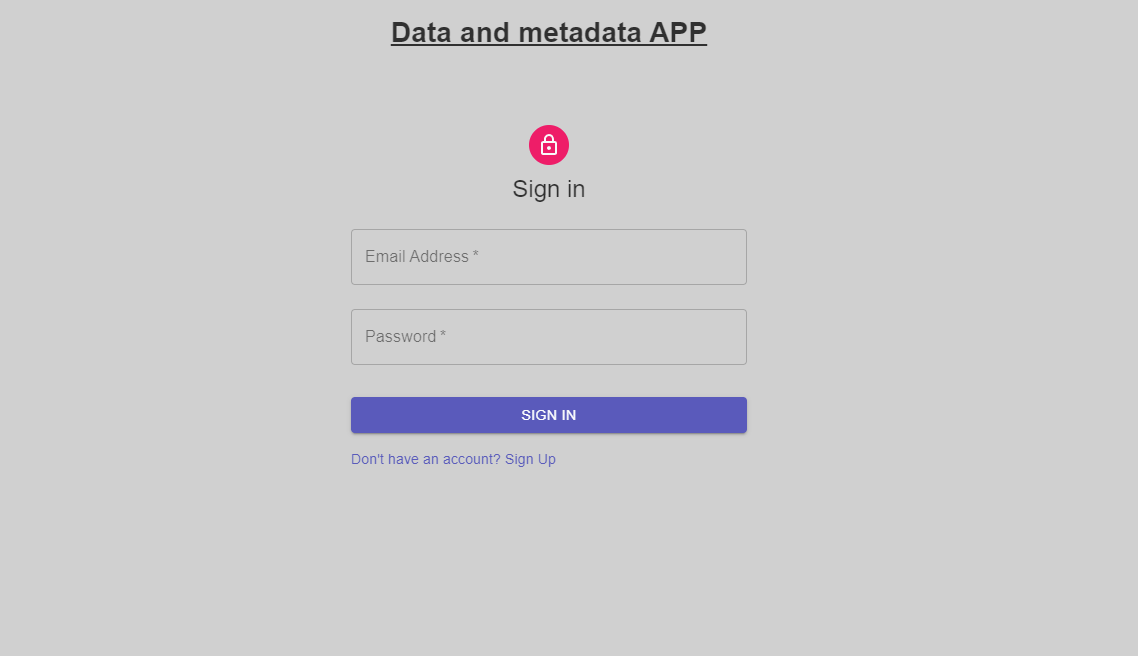 Data and metadata APP
Sign in
Email Address *
Password *
SIGN IN
Don't have an account? Sign Up